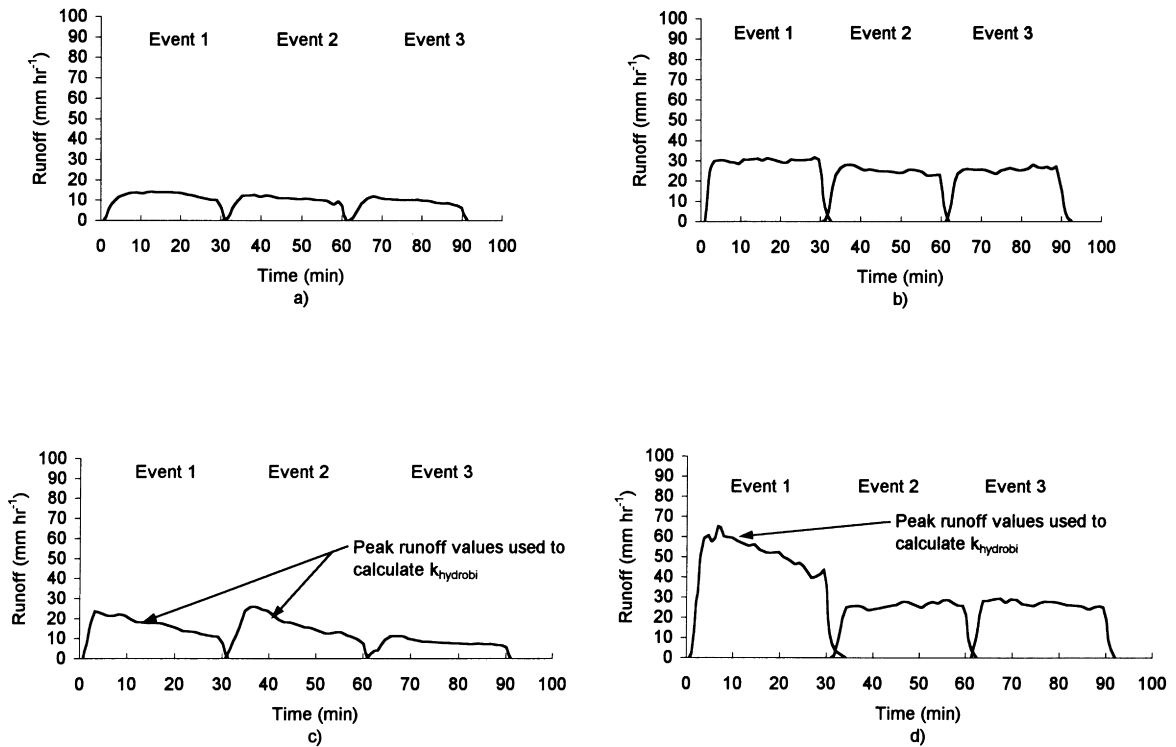 Event 1 Event 2 Event 3
Runoff (mm hr⁻¹)
100
90
80
70
60
50
40
30
20
10
0
0 10 20 30 40 50 60 70 80 90 100
Time (min)
a)
Event 1 Event 2 Event 3
Runoff (mm hr⁻¹)
100
90
80
70
60
50
40
30
20
10
0
0 10 20 30 40 50 60 70 80 90 100
Time (min)
b)
Event 1 Event 2 Event 3
Runoff (mm hr⁻¹)
100
90
80
70
60
50
40
30
20
10
0
Peak runoff values used to
calculate khydrobi
0 10 20 30 40 50 60 70 80 90 100
Time (min)
c)
Event 1 Event 2 Event 3
Runoff (mm hr⁻¹)
100
90
80
70
60
50
40
30
20
10
0
Peak runoff values used to
calculate khydrobi
0 10 20 30 40 50 60 70 80 90 100
Time (min)
d)